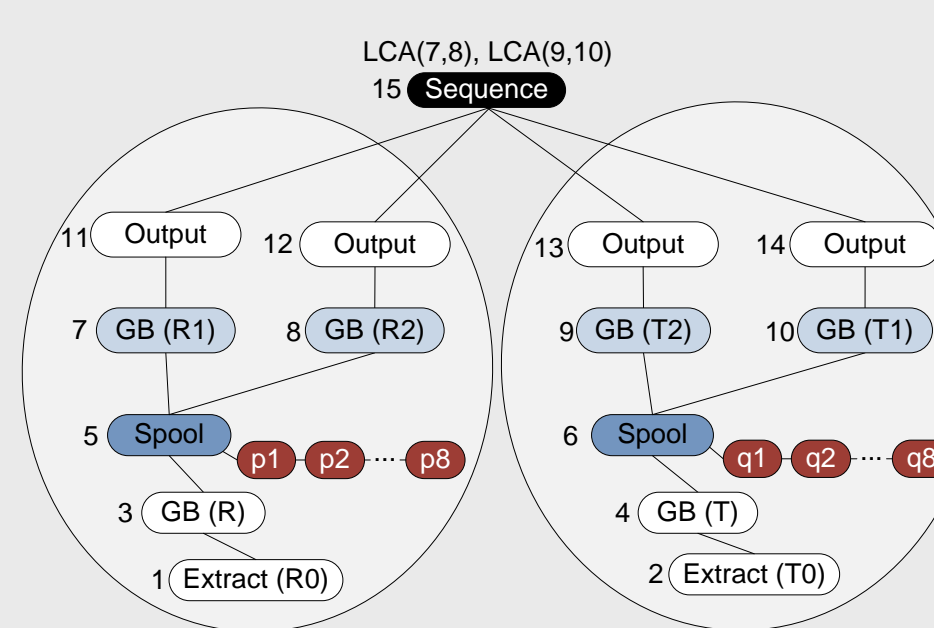 LCA(7,8), LCA(9,10)
15 Sequence
11 Output
12 Output
13 Output
14 Output
7 GB (R1)
8 GB (R2)
9 GB (T2)
10 GB (T1)
5 Spool
p1 p2 ... p8
6 Spool
q1 q2 ... q8
3 GB (R)
4 GB (T)
1 Extract (R0)
2 Extract (T0)